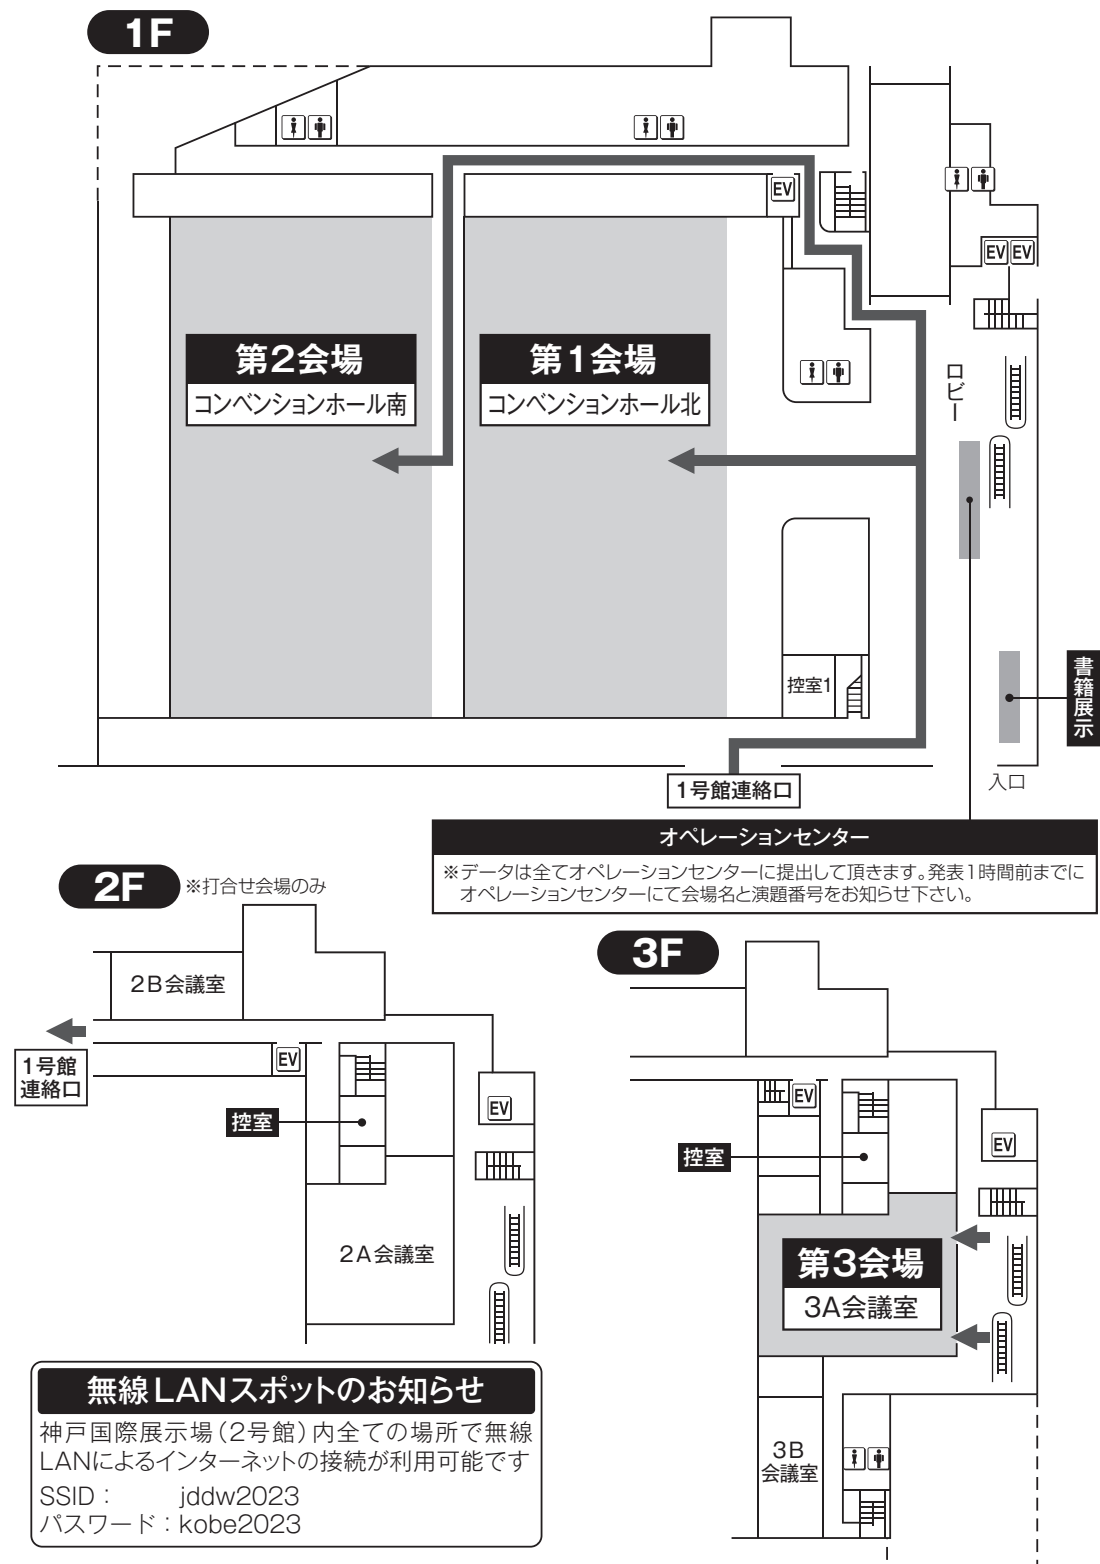 1F
EV
EV EV
第2会場
コンベンションホール南
第1会場
コンベンションホール北
ロビー
控室1
書籍展示
1号館連絡口
入口
オペレーションセンター
※データは全てオペレーションセンターに提出して頂きます。発表1時間前までに
オペレーションセンターにて会場名と演題番号をお知らせ下さい。
2F
※打合せ会場のみ
2B会議室
1号館
連絡口
EV
EV
控室
2A会議室
3F
EV
EV
控室
第3会場
3A会議室
3B
会議室
無線LANスポットのお知らせ
神戸国際展示場(2号館)内全ての場所で無線
LANによるインターネットの接続が利用可能です
SSID: jddw2023
パスワード:kobe2023